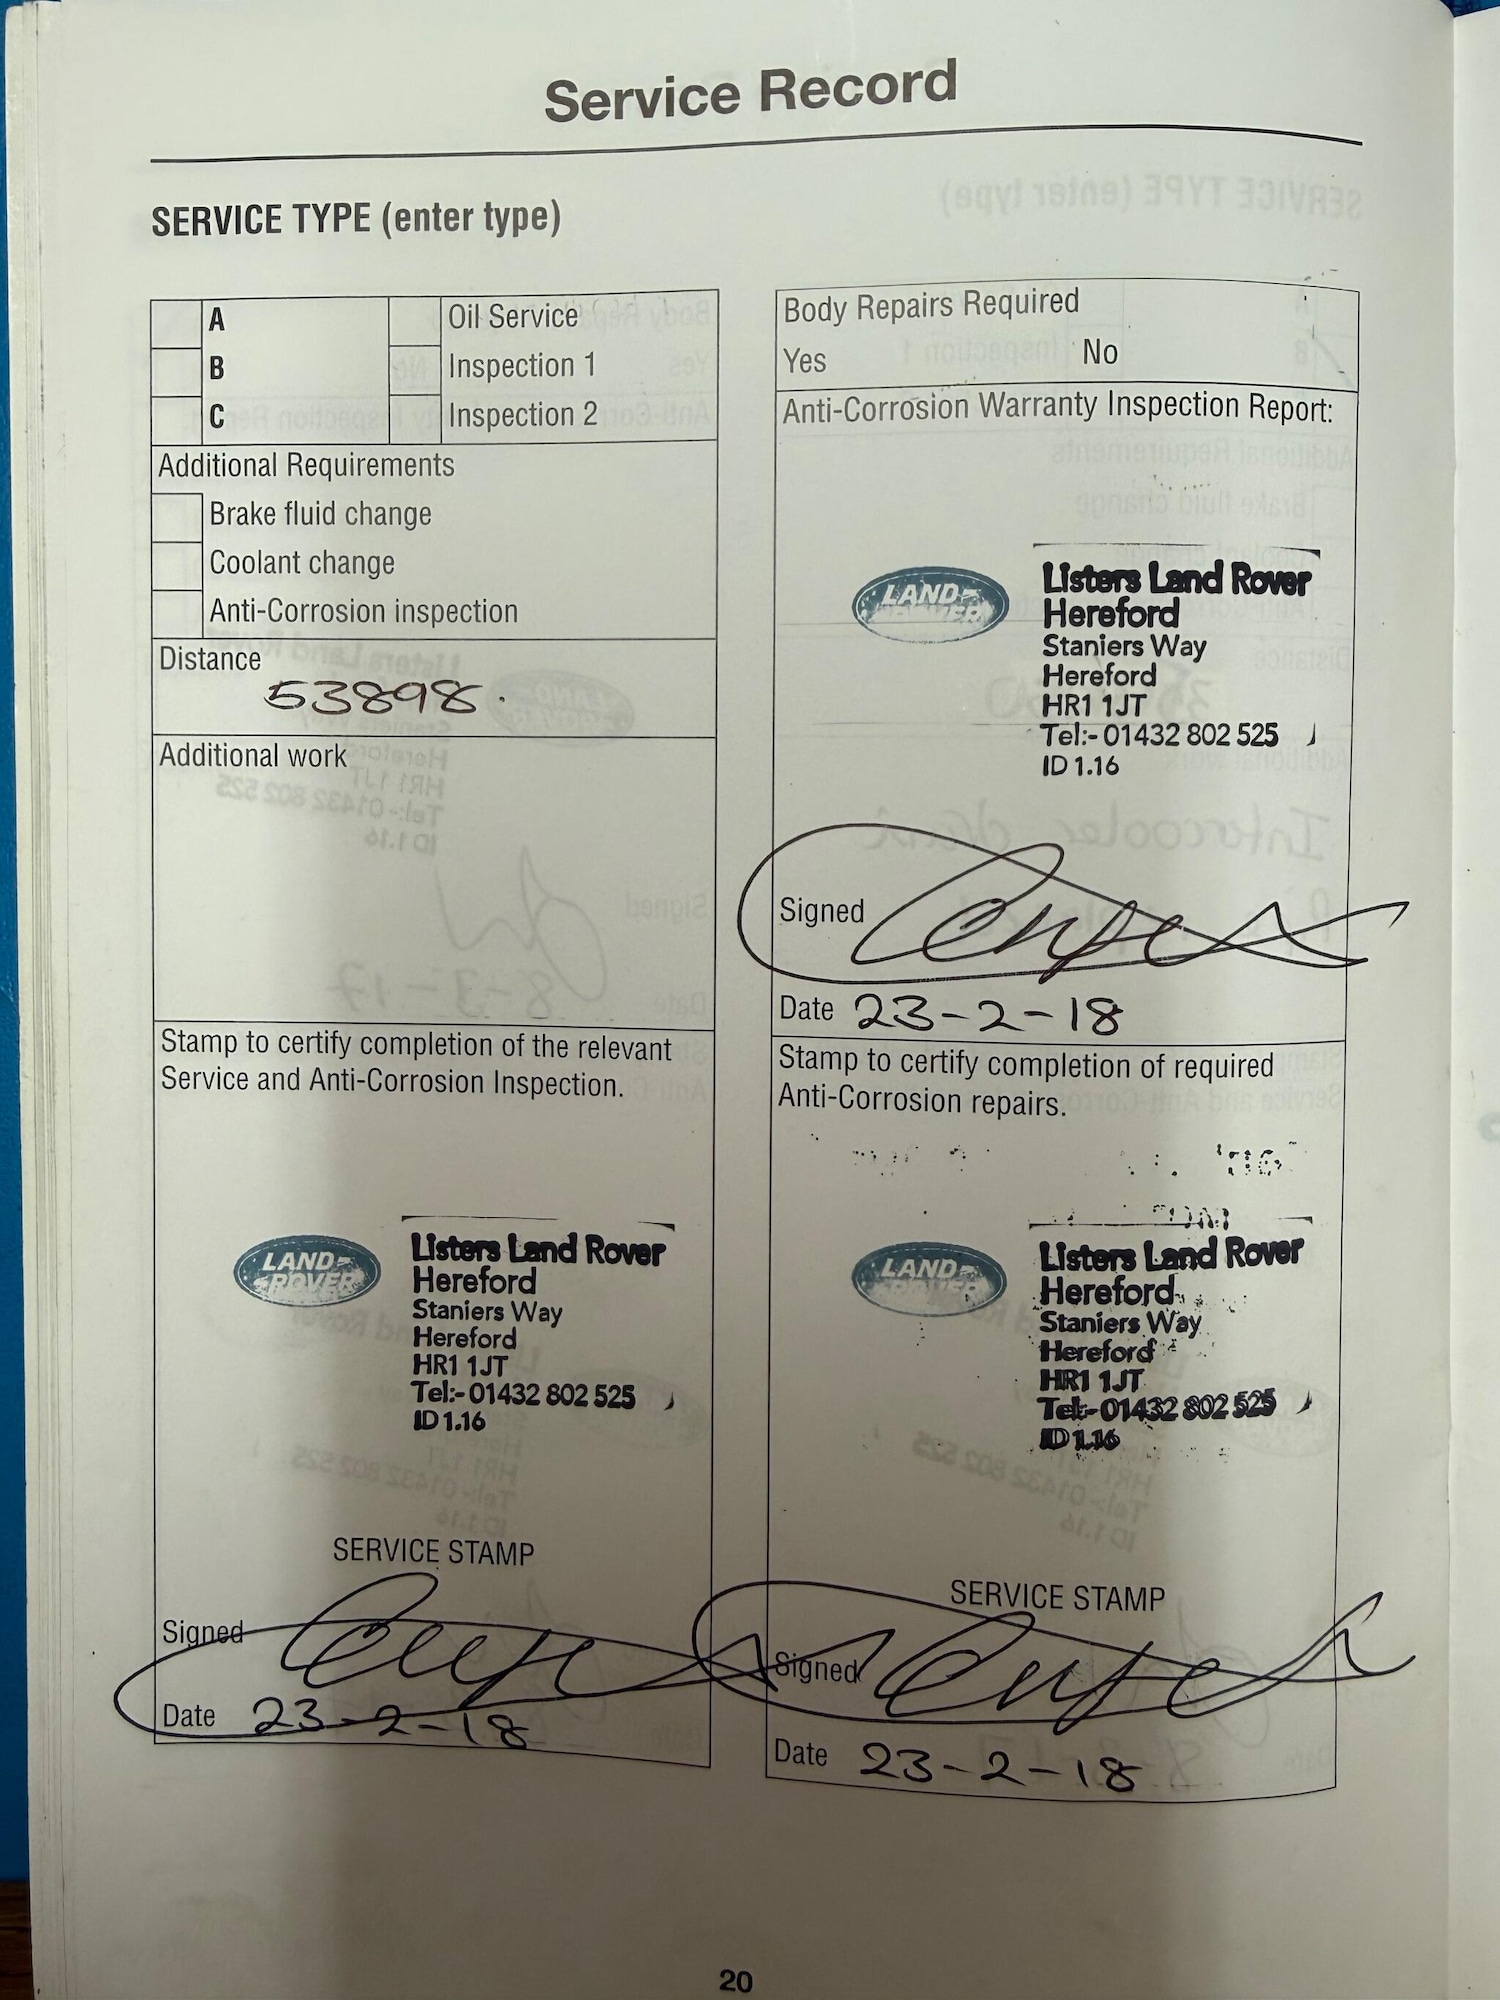 Service Record
SERVICE TYPE (enter type)
A
Oil Service
B
Inspection 1
C
Inspection 2
Additional Requirements
Brake fluid change
Coolant change
Anti-Corrosion inspection
Distance
53898.
Additional work
Stamp to certify completion of the relevant
Service and Anti-Corrosion Inspection.
LAND-
ROVER
Listers Land Rover
Hereford
Staniers Way
Hereford
HR1 1JT
Tel:- 01432 802 525
ID 1.16
SERVICE STAMP
Signed
Date 23-2-18
Body Repairs Required
Yes No
Anti-Corrosion Warranty Inspection Report:
LAND-
ROVER
Listers Land Rover
Hereford
Staniers Way
Hereford
HR1 1JT
Tel:- 01432 802 525
ID 1.16
Signed
Date 23-2-18
Stamp to certify completion of required
Anti-Corrosion repairs.
LAND-
ROVER
Listers Land Rover
Hereford
Staniers Way
Hereford
HR1 1JT
Tel:- 01432 802 525
ID 1.16
SERVICE STAMP
Signed
Date 23-2-18
20